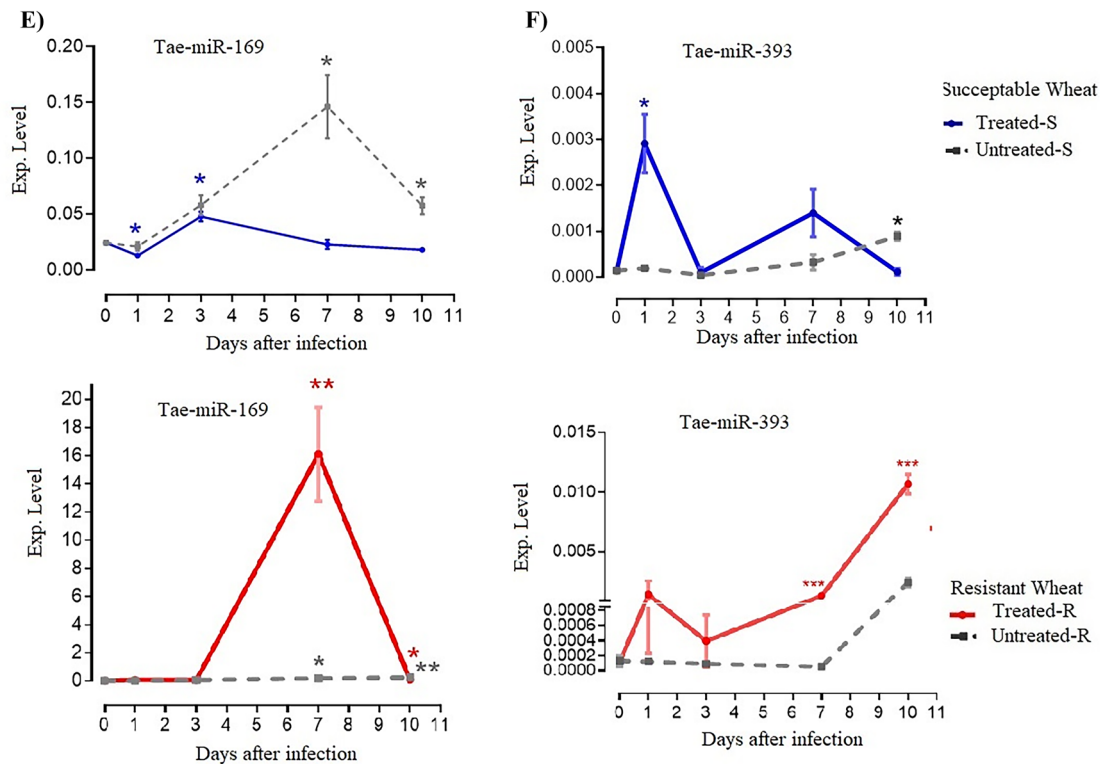 E)
Tae-miR-169
0.20
0.15
0.10
0.05
0.00
Exp. Level
*
*
*
*
0 1 2 3 4 5 6 7 8 9 10 11
Days after infection
F)
Tae-miR-393
0.005
0.004
0.003
0.002
0.001
0.000
Exp. Level
*
*
0 1 2 3 4 5 6 7 8 9 10 11
Days after infection
Succeptable Wheat
Treated-S
Untreated-S
Tae-miR-169
20
18
16
14
12
10
8
6
4
2
0
Exp. Level
**
*
*
**
0 1 2 3 4 5 6 7 8 9 10 11
Days after infection
Tae-miR-393
0.015
0.010
0.005
0.0008
0.0006
0.0004
0.0002
0.0000
Exp. Level
***
***
0 1 2 3 4 5 6 7 8 9 10 11
Days after infection
Resistant Wheat
Treated-R
Untreated-R